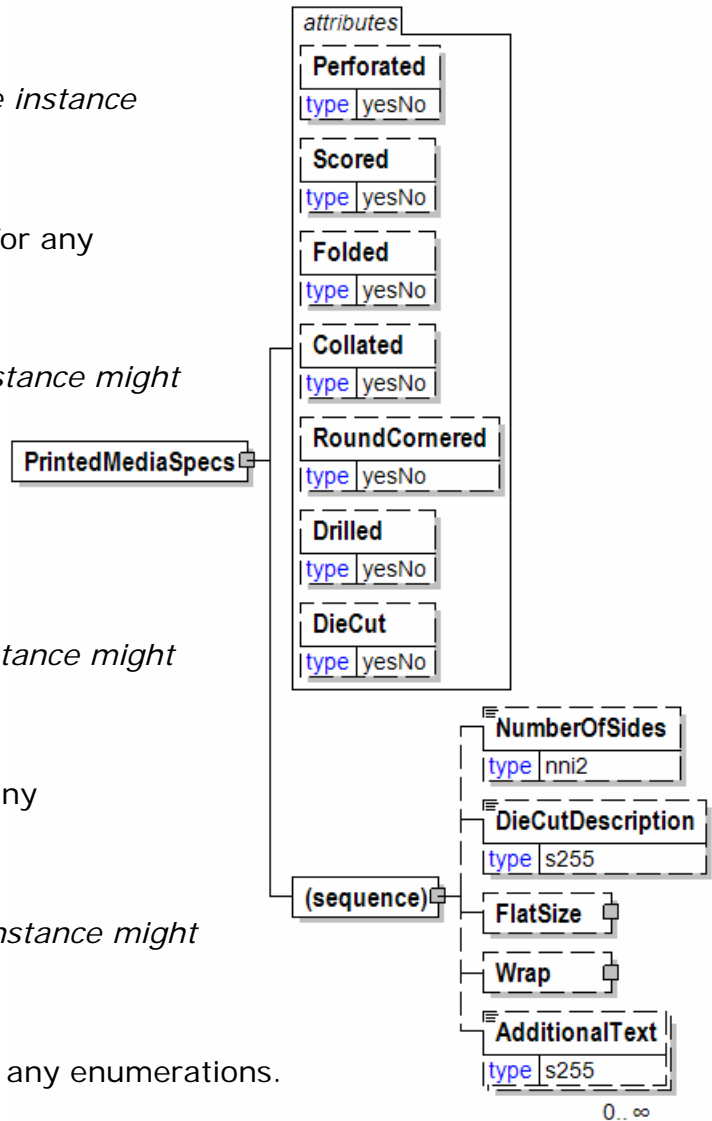 e instance
for any
stance might
tance might
ny
nstance might
any enumerations.
attributes
Perforated
type yesNo
Scored
type yesNo
Folded
type yesNo
Collated
type yesNo
PrintedMediaSpecs
RoundCornered
type yesNo
Drilled
type yesNo
DieCut
type yesNo
(sequence)
NumberOfSides
type nni2
DieCutDescription
type s255
FlatSize
Wrap
AdditionalText
type s255
0..∞